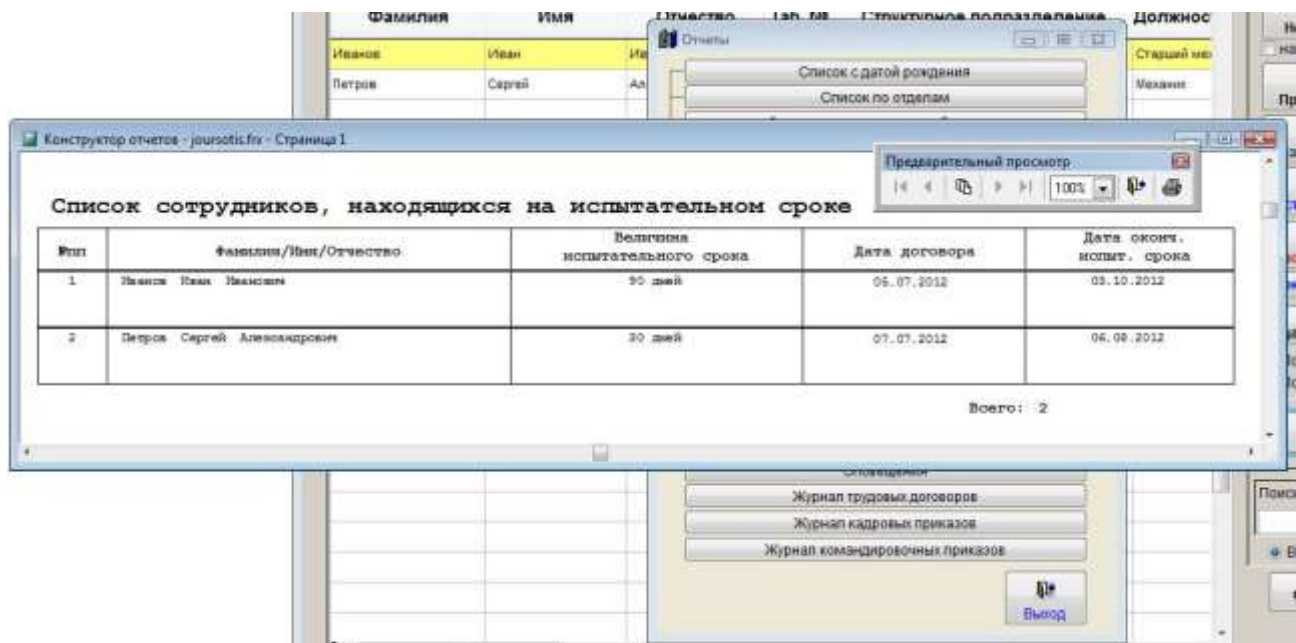 Фамилия Имя Отчество Таб. № Структурное подразделение Должнос
Отчеты
Иванов Иван Ив Старший мех
Список с датой рождения
Петров Сергей Ал Механик
Список по отделам
Конструктор отчетов - joursotis.frx - Страница 1
Предварительный просмотр
100%
Список сотрудников, находящихся на испытательном сроке
№пп Фамилия/Имя/Отчество Величина испытательного срока Дата договора Дата оконч. испыт. срока
1 Иванов Иван Иванович 90 дней 05.07.2012 03.10.2012
2 Петров Сергей Александрович 30 дней 07.07.2012 06.08.2012
Всего: 2
Оповещения
Журнал трудовых договоров
Журнал кадровых приказов
Журнал командировочных приказов
Выход